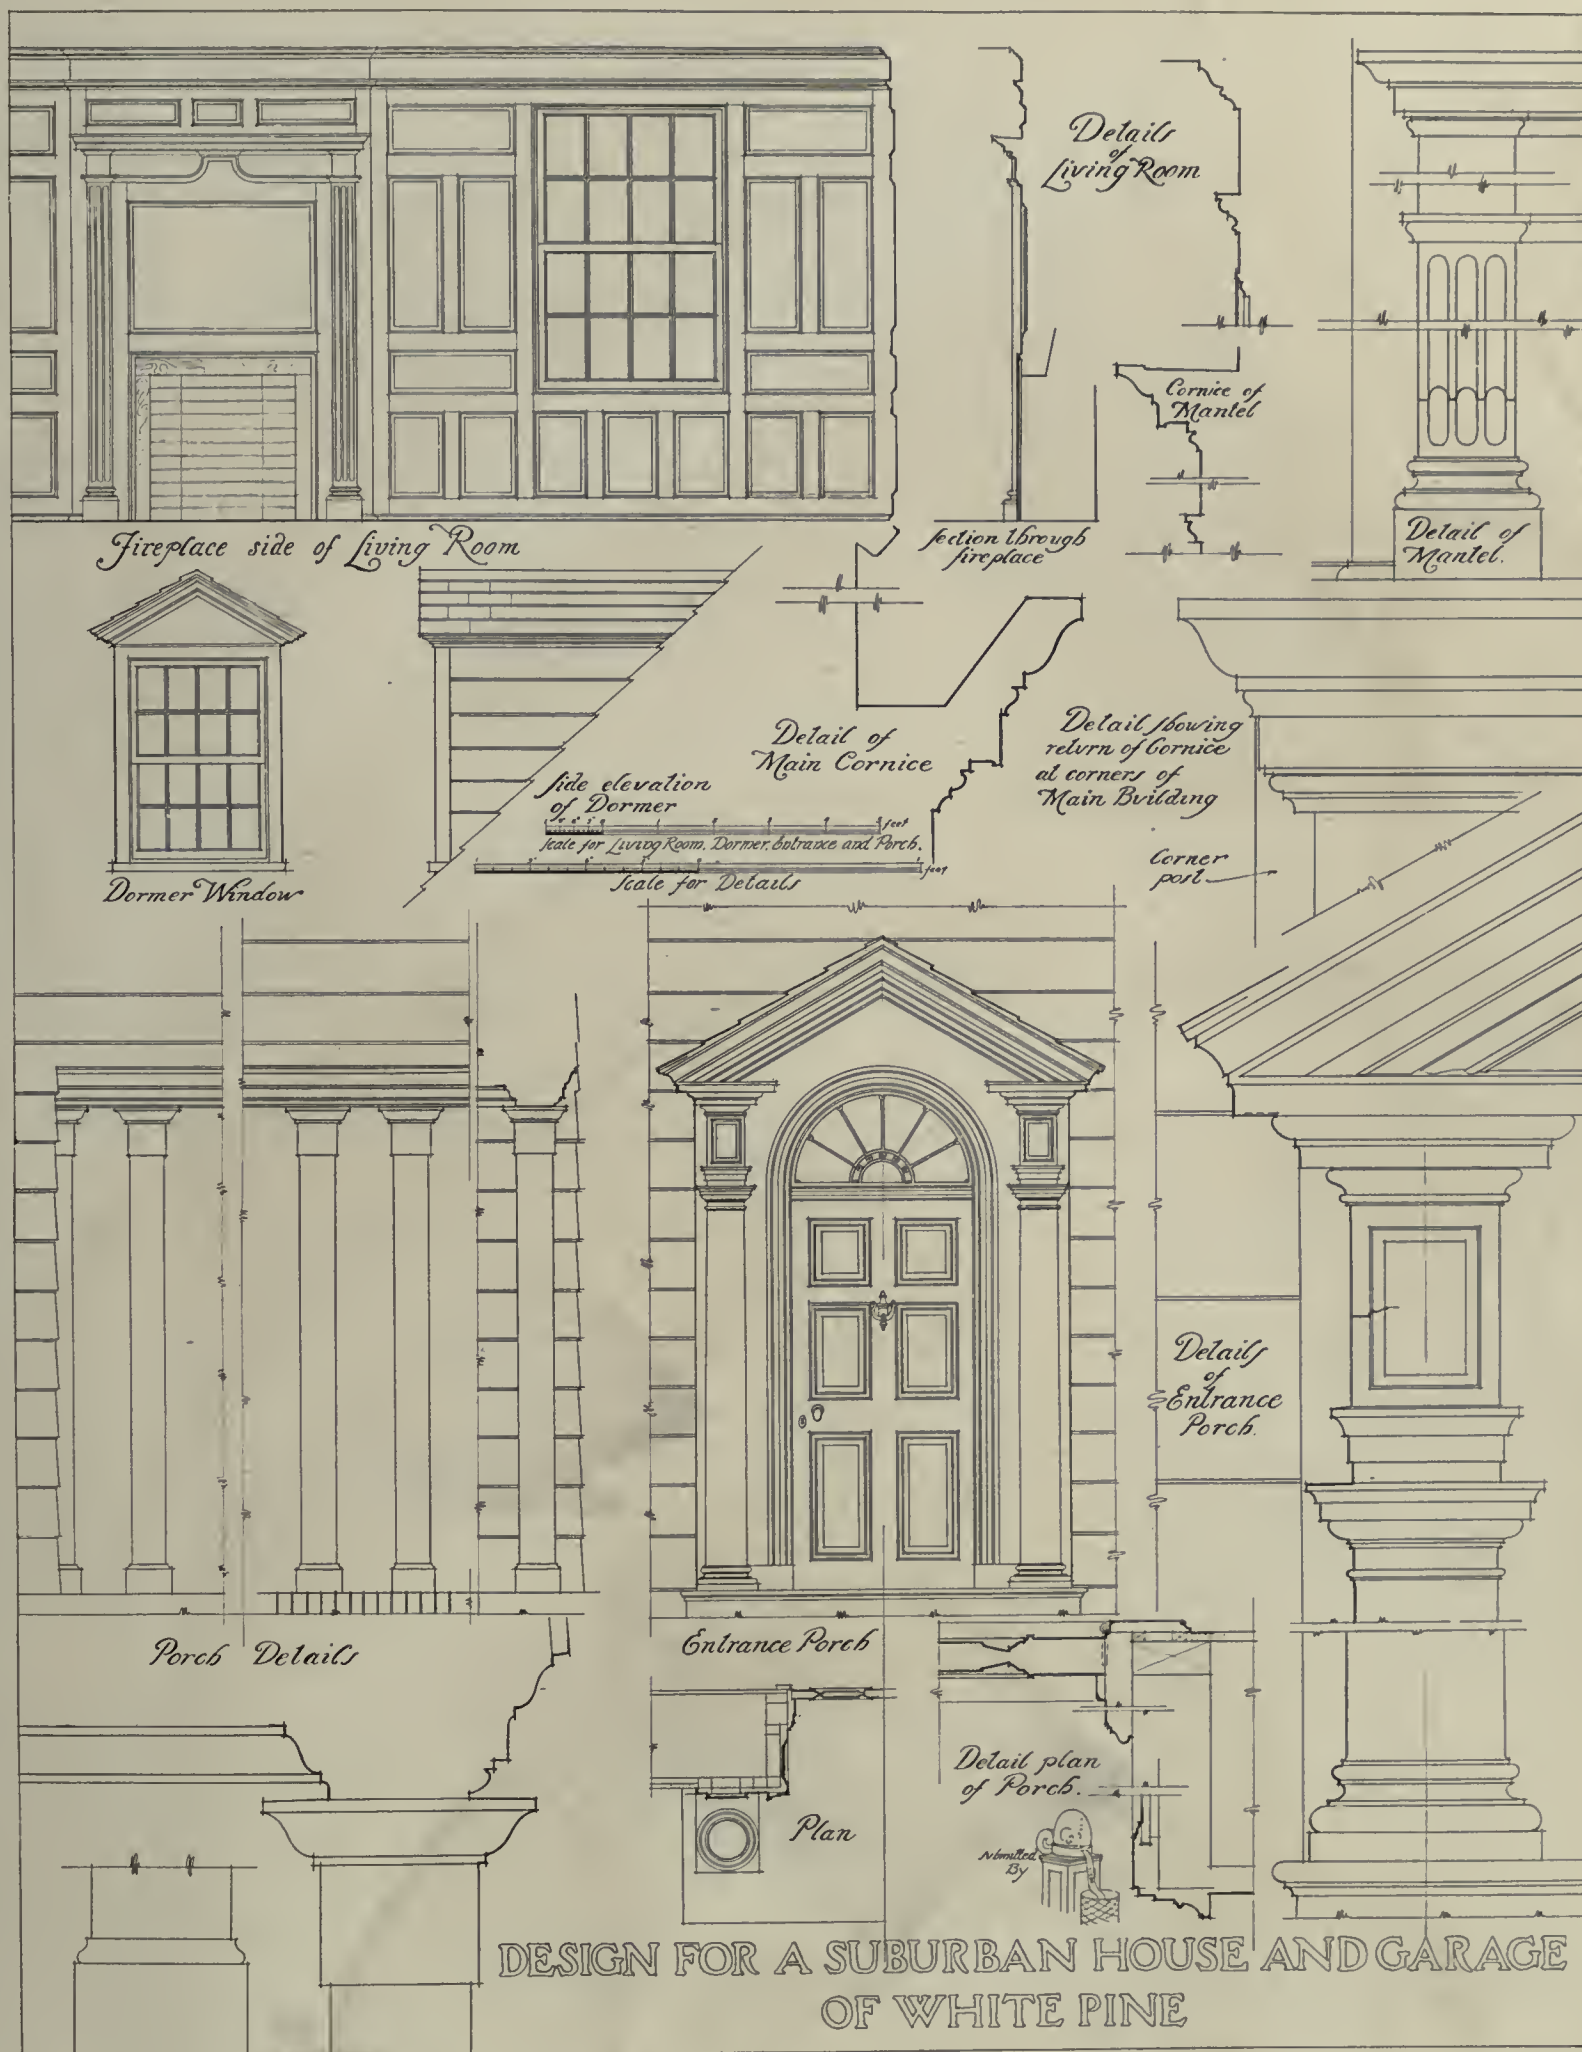 Details
of
Living Room
Cornice of
Mantel
Detail of
Mantel.
Fireplace side of Living Room
Section through
fireplace
Detail of
Main Cornice
Detail showing
return of Cornice
at corners of
Main Building
Side elevation
of Dormer
feet
Scale for Living Room, Dormer, Entrance and Porch.
feet
Scale for Details
Dormer Window
Corner
post
Details
of
Entrance
Porch.
Porch Details
Entrance Porch
Detail plan
of Porch.
Plan
Submitted
By
DESIGN FOR A SUBURBAN HOUSE AND GARAGE
OF WHITE PINE